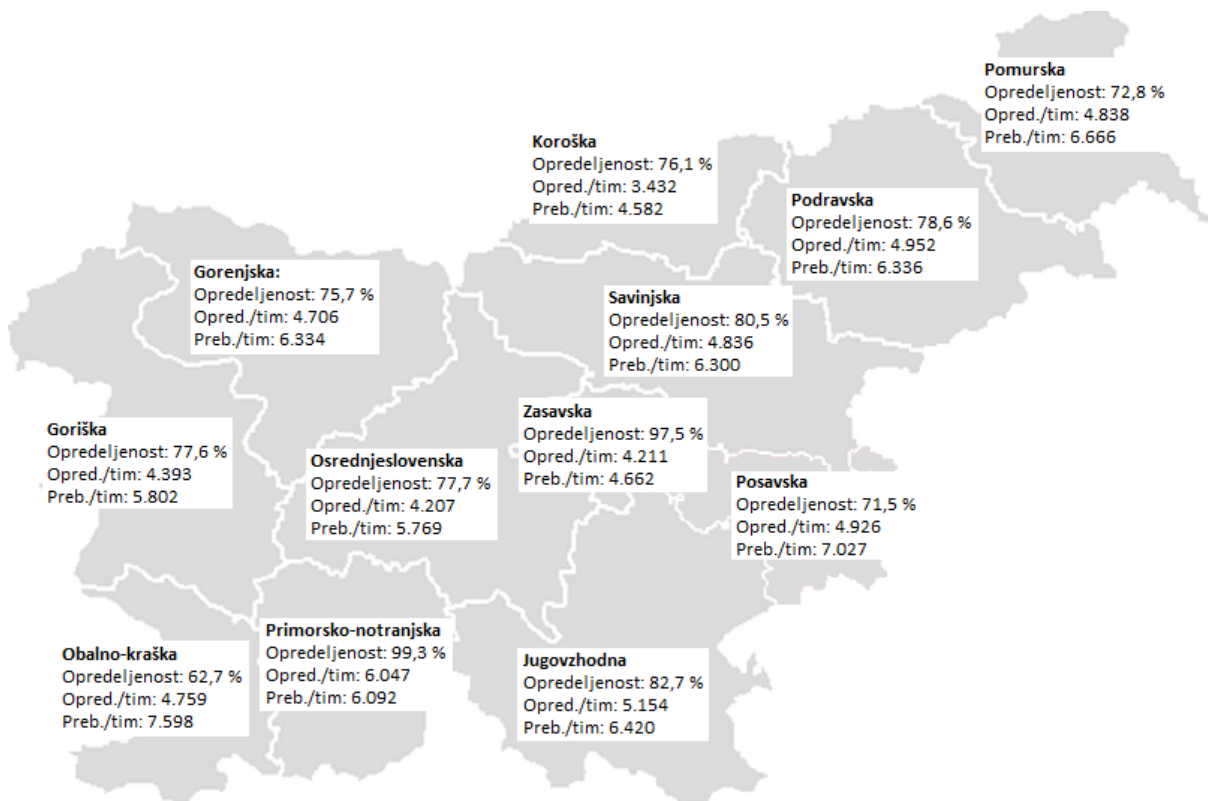 Pomurska
Opredeljenost: 72,8 %
Opred./tim: 4.838
Preb./tim: 6.666
Koroška
Opredeljenost: 76,1 %
Opred./tim: 3.432
Preb./tim: 4.582
Podravska
Opredeljenost: 78,6 %
Opred./tim: 4.952
Preb./tim: 6.336
Gorenjska:
Opredeljenost: 75,7 %
Opred./tim: 4.706
Preb./tim: 6.334
Savinjska
Opredeljenost: 80,5 %
Opred./tim: 4.836
Preb./tim: 6.300
Zasavska
Opredeljenost: 97,5 %
Opred./tim: 4.211
Preb./tim: 4.662
Goriška
Opredeljenost: 77,6 %
Opred./tim: 4.393
Preb./tim: 5.802
Osrednjeslovenska
Opredeljenost: 77,7 %
Opred./tim: 4.207
Preb./tim: 5.769
Posavska
Opredeljenost: 71,5 %
Opred./tim: 4.926
Preb./tim: 7.027
Primorsko-notranjska
Opredeljenost: 99,3 %
Opred./tim: 6.047
Preb./tim: 6.092
Obalno-kraška
Opredeljenost: 62,7 %
Opred./tim: 4.759
Preb./tim: 7.598
Jugovzhodna
Opredeljenost: 82,7 %
Opred./tim: 5.154
Preb./tim: 6.420